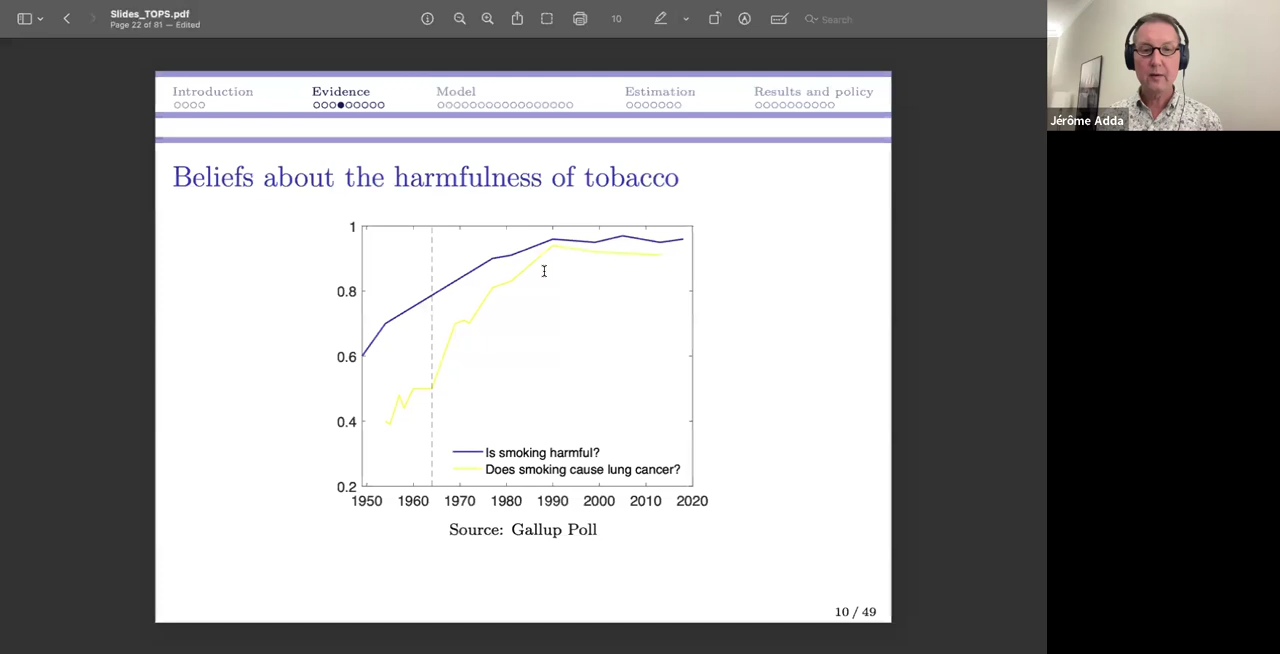 Slides_TOPS.pdf
Page 22 of 81 — Edited
10
Search
Jérôme Adda
Introduction
Evidence
Model
Estimation
Results and policy
Beliefs about the harmfulness of tobacco
1
0.8
0.6
0.4
0.2
Is smoking harmful?
Does smoking cause lung cancer?
1950 1960 1970 1980 1990 2000 2010 2020
Source: Gallup Poll
10 / 49